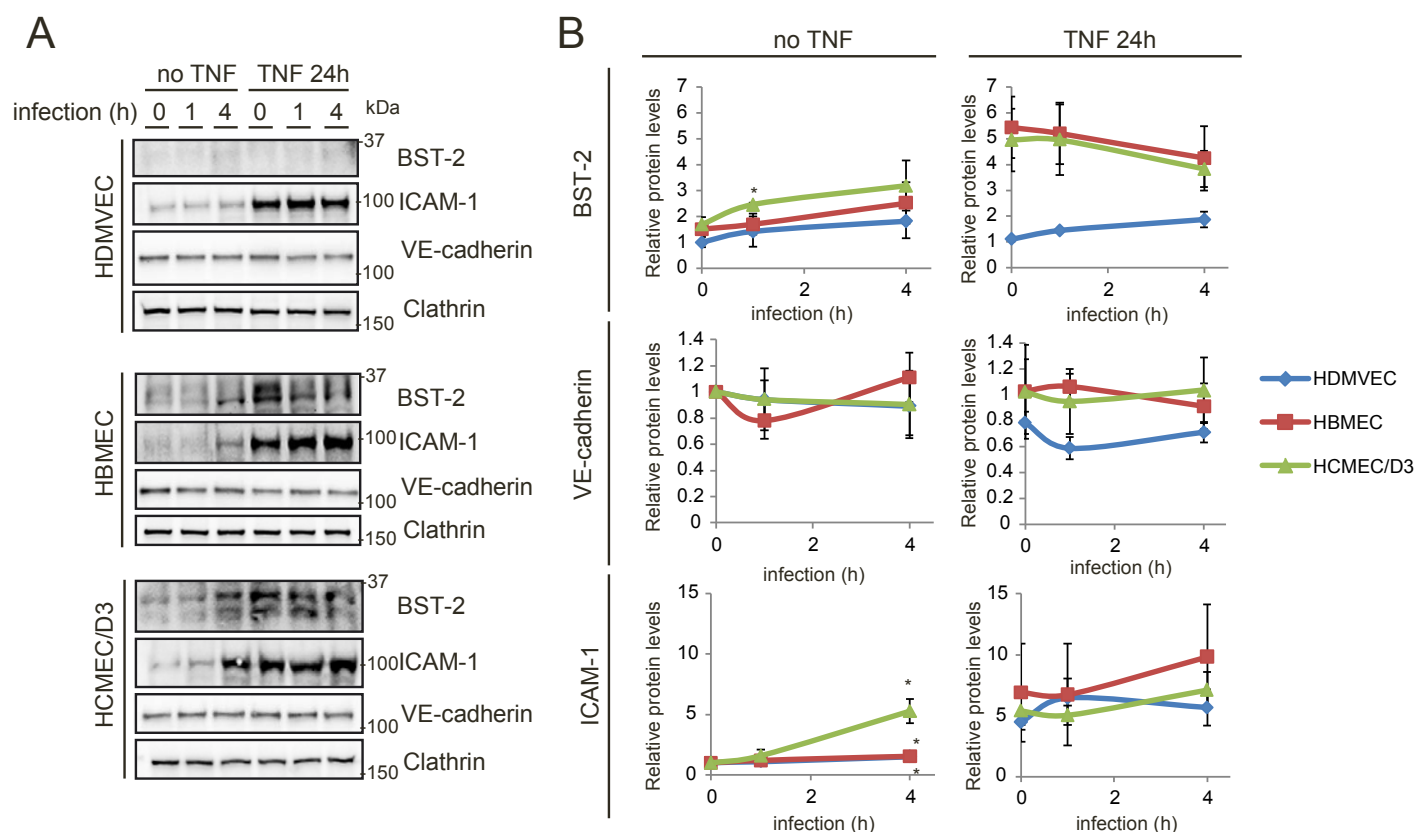 A
no TNF TNF 24h
infection (h) 0 1 4 0 1 4 kDa
HDMVEC
-37
BST-2
-100 ICAM-1
VE-cadherin
-100
Clathrin
-150
HBMEC
-37
BST-2
-100 ICAM-1
VE-cadherin
-100
Clathrin
-150
HCMEC/D3
-37
BST-2
-100 ICAM-1
VE-cadherin
-100
Clathrin
-150
B
no TNF TNF 24h
BST-2
Relative protein levels
7
6
5
4
3
2
1
0
*
0 2 4
infection (h)
Relative protein levels
7
6
5
4
3
2
1
0
0 2 4
infection (h)
VE-cadherin
Relative protein levels
1.4
1.2
1
0.8
0.6
0.4
0.2
0
0 2 4
infection (h)
Relative protein levels
1.4
1.2
1
0.8
0.6
0.4
0.2
0
0 2 4
infection (h)
ICAM-1
Relative protein levels
15
10
5
0
*
*
*
0 2 4
infection (h)
Relative protein levels
15
10
5
0
0 2 4
infection (h)
HDMVEC
HBMEC
HCMEC/D3